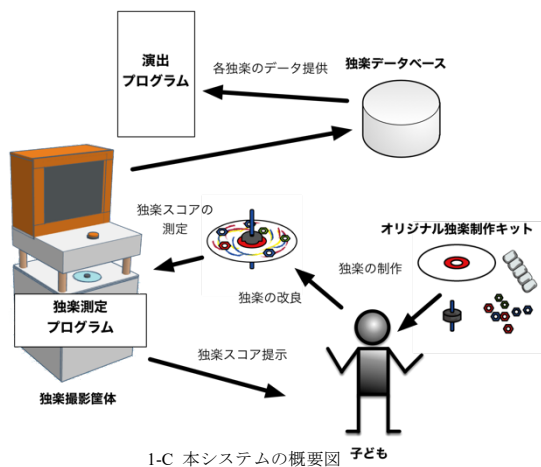 演出
プログラム
各独楽のデータ提供
独楽データベース
独楽スコアの
測定
オリジナル独楽制作キット
独楽の制作
独楽の改良
独楽測定
プログラム
独楽スコア提示
独楽撮影筐体
子ども
1-C 本システムの概要図